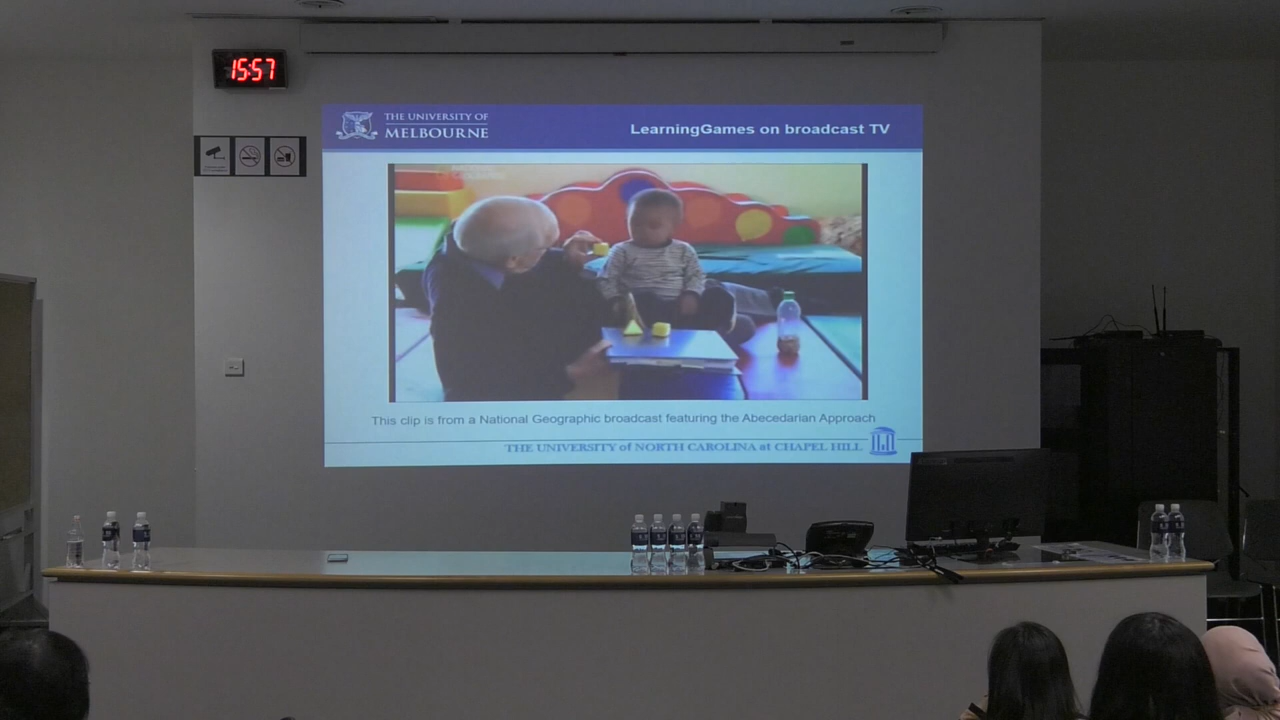 15:57
THE UNIVERSITY OF
MELBOURNE
LearningGames on broadcast TV
This clip is from a National Geographic broadcast featuring the Abecedarian Approach
THE UNIVERSITY of NORTH CAROLINA at CHAPEL HILL